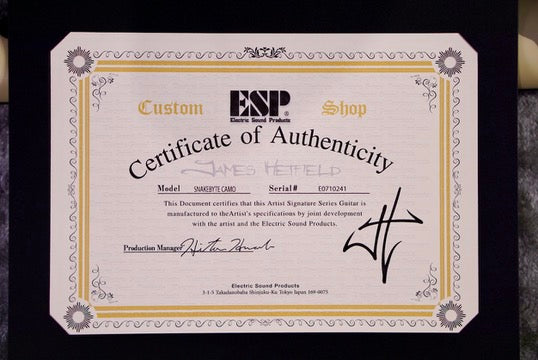 Custom ESP® Shop
Electric Sound Products
Certificate of Authenticity
JAMES HETFIELD
Model SNAKEBYTE CAMO Serial# E0710241
This Document certifies that this Artist Signature Series Guitar is
manufactured to theArtist's specifications by joint development
with the artist and the Electric Sound Products.
Production Manager
Electric Sound Products
3-1-5 Takadanobaba Shinjuku-Ku Tokyo Japan 169-0075